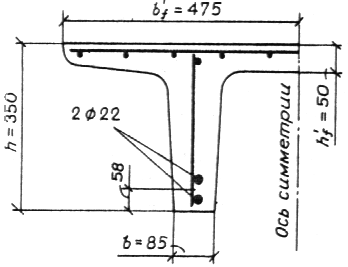 b'f = 475
h = 350
2 ϕ 22
58
b = 85
h'f = 50
Ось симметрии